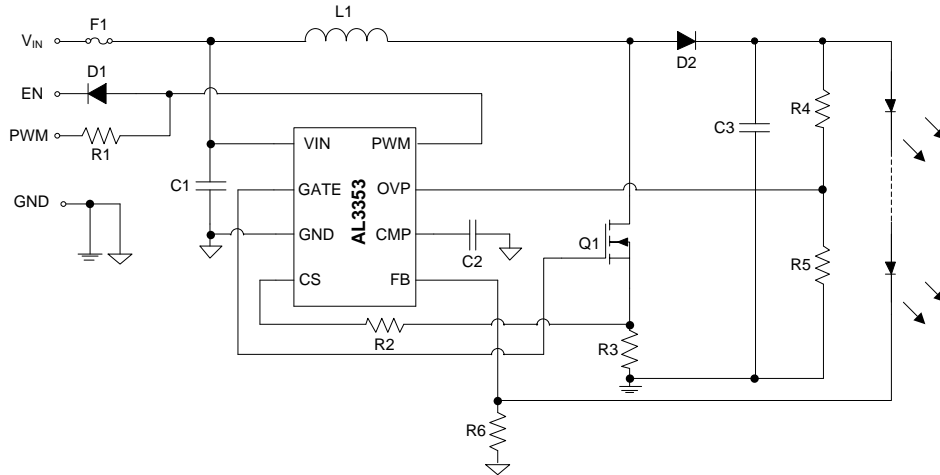 L1
F1
VIN
D2
D1
EN
R4
PWM
R1
C3
VIN
PWM
C1
GATE
OVP
AL3353
GND
GND
CMP
Q1
C2
R5
CS
FB
R2
R3
R6